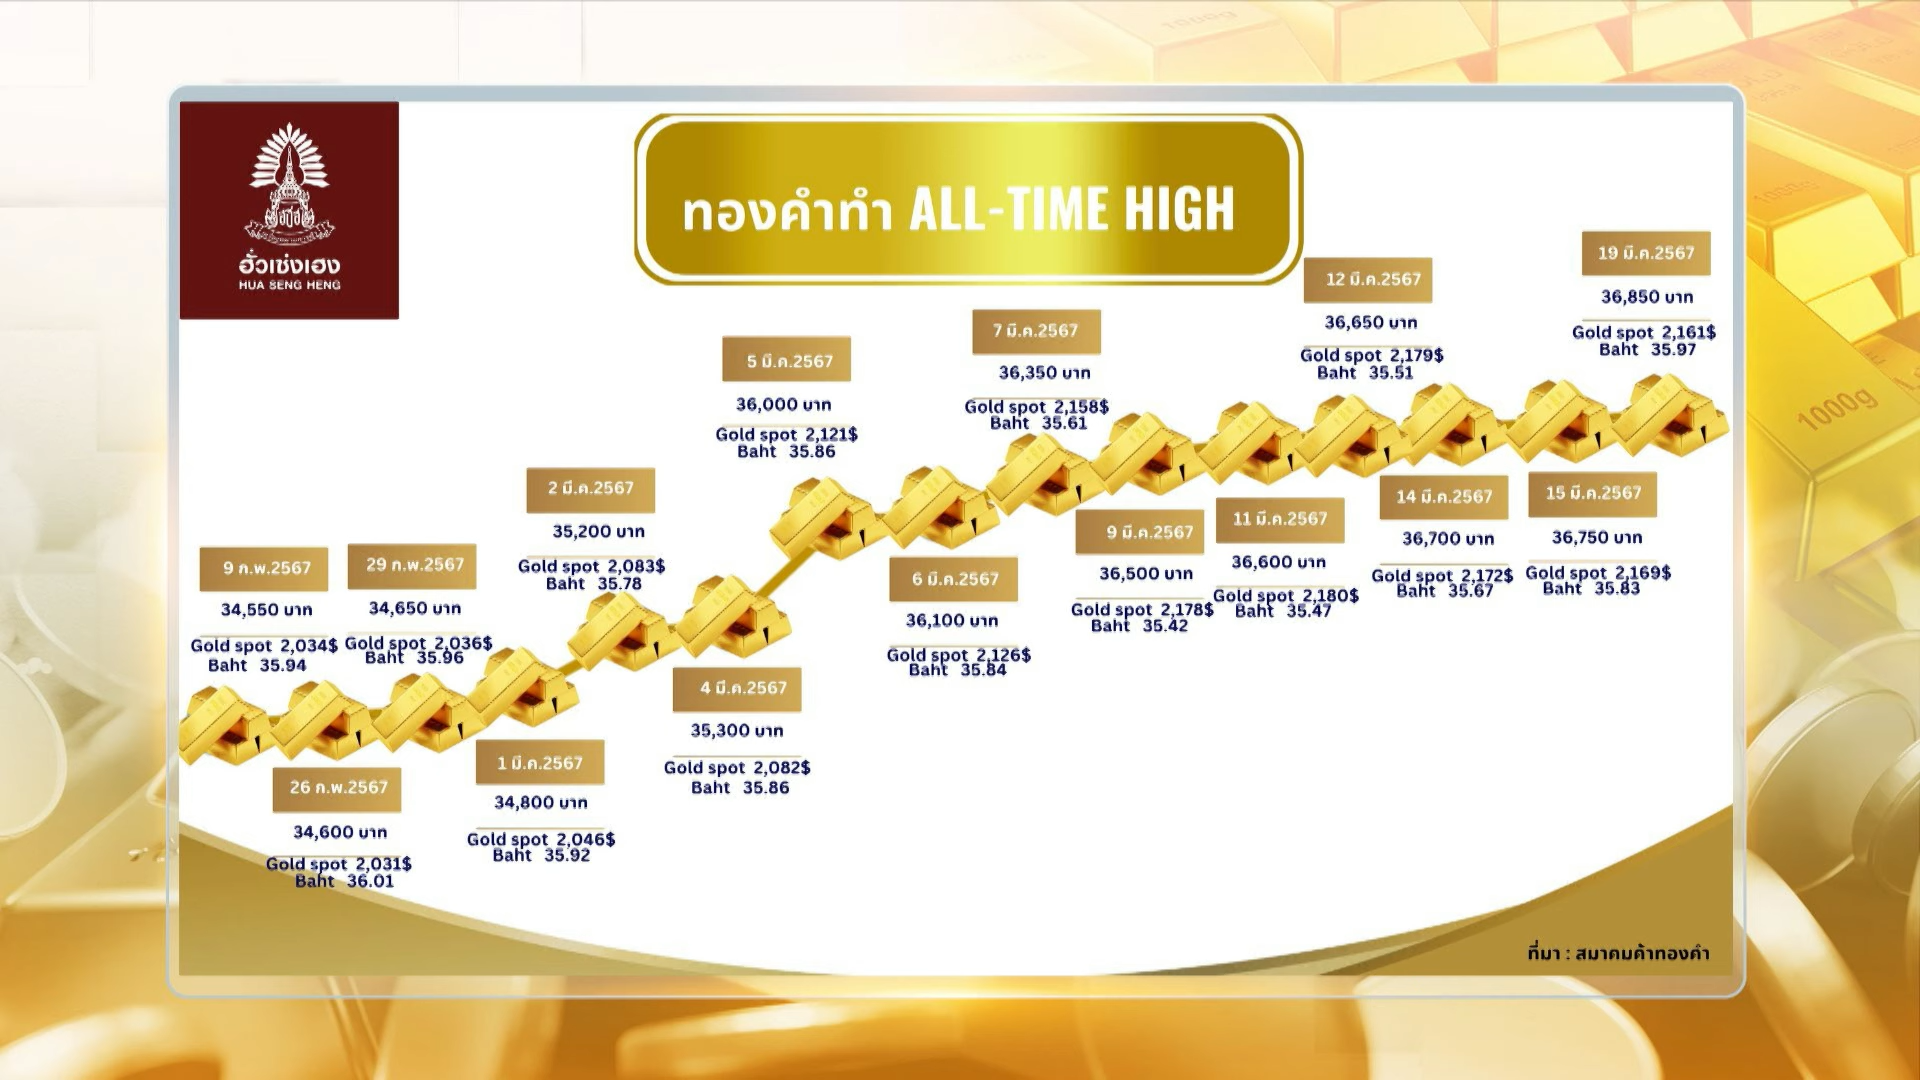 ฮั่วเซ่งเฮง
HUA SENG HENG
ทองคำทำ ALL-TIME HIGH
9 ก.พ.2567
34,550 บาท
Gold spot 2,034$
Baht 35.94
26 ก.พ.2567
34,600 บาท
Gold spot 2,031$
Baht 36.01
29 ก.พ.2567
34,650 บาท
Gold spot 2,036$
Baht 35.96
1 มี.ค.2567
34,800 บาท
Gold spot 2,046$
Baht 35.92
2 มี.ค.2567
35,200 บาท
Gold spot 2,083$
Baht 35.78
4 มี.ค.2567
35,300 บาท
Gold spot 2,082$
Baht 35.86
5 มี.ค.2567
36,000 บาท
Gold spot 2,121$
Baht 35.86
6 มี.ค.2567
36,100 บาท
Gold spot 2,126$
Baht 35.84
7 มี.ค.2567
36,350 บาท
Gold spot 2,158$
Baht 35.61
9 มี.ค.2567
36,500 บาท
Gold spot 2,178$
Baht 35.42
11 มี.ค.2567
36,600 บาท
Gold spot 2,180$
Baht 35.47
12 มี.ค.2567
36,650 บาท
Gold spot 2,179$
Baht 35.51
14 มี.ค.2567
36,700 บาท
Gold spot 2,172$
Baht 35.67
15 มี.ค.2567
36,750 บาท
Gold spot 2,169$
Baht 35.83
19 มี.ค.2567
36,850 บาท
Gold spot 2,161$
Baht 35.97
ที่มา : สมาคมค้าทองคำ
1000g
1000g